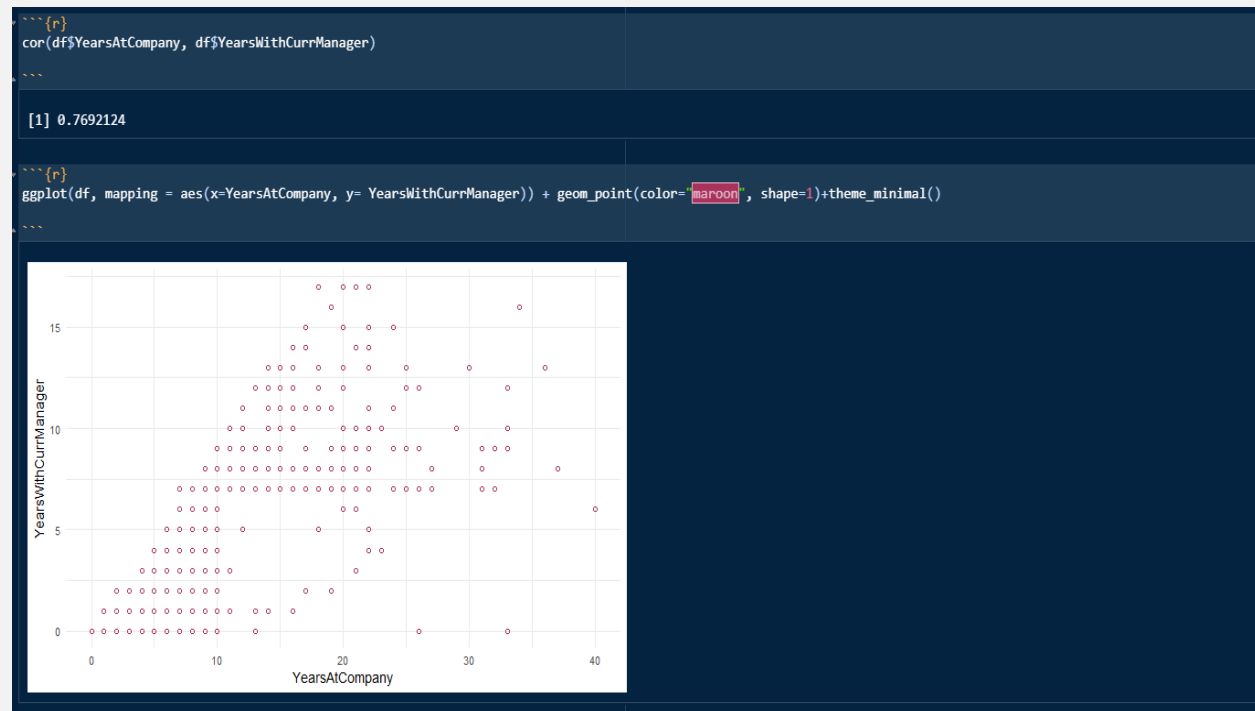 ```{r}
cor(df$YearsAtCompany, df$YearsWithCurrManager)
```
[1] 0.7692124
```{r}
ggplot(df, mapping = aes(x=YearsAtCompany, y= YearsWithCurrManager)) + geom_point(color="maroon", shape=1)+theme_minimal()
```
YearsWithCurrManager
15
10
5
0
0 10 20 30 40
YearsAtCompany